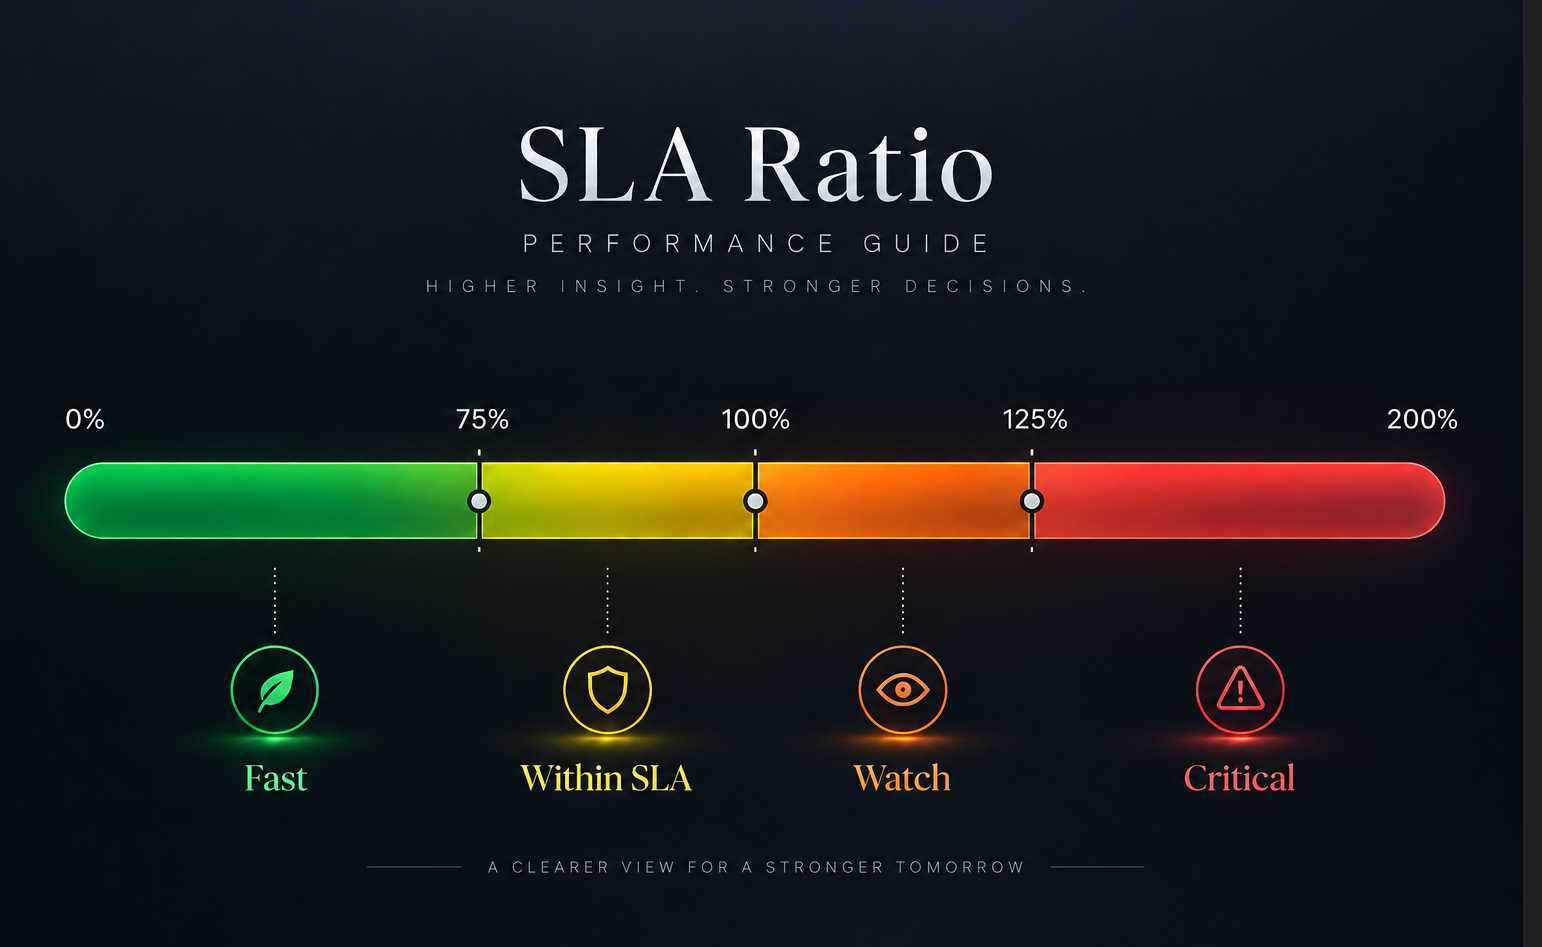 SLA Ratio
PERFORMANCE GUIDE
HIGHER INSIGHT. STRONGER DECISIONS.
0% 75% 100% 125% 200%
Fast Within SLA Watch Critical
A CLEARER VIEW FOR A STRONGER TOMORROW